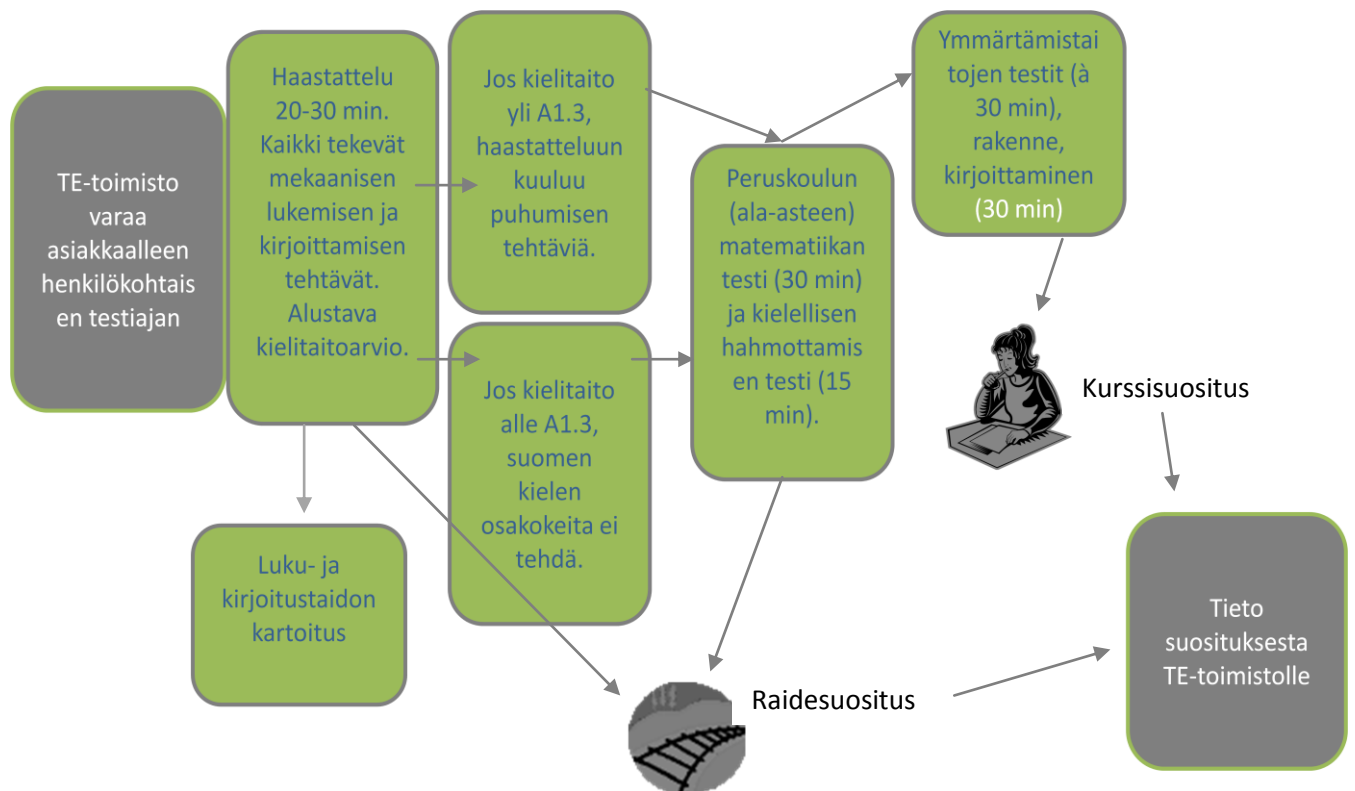 TE-toimisto
varaa
asiakkaalleen
henkilökohtais
en testiajan
Haastattelu
20-30 min.
Kaikki tekevät
mekaanisen
lukemisen ja
kirjoittamisen
tehtävät.
Alustava
kielitaitoarvio.
Jos kielitaito
yli A1.3,
haastatteluun
kuuluu
puhumisen
tehtäviä.
Jos kielitaito
alle A1.3,
suomen
kielen
osakokeita ei
tehdä.
Luku- ja
kirjoitustaidon
kartoitus
Peruskoulun
(ala-asteen)
matematiikan
testi (30 min)
ja kielellisen
hahmottamis
en testi (15
min).
Ymmärtämistai
tojen testit (à
30 min),
rakenne,
kirjoittaminen
(30 min)
Kurssisuositus
Raidesuositus
Tieto
suosituksesta
TE-toimistolle